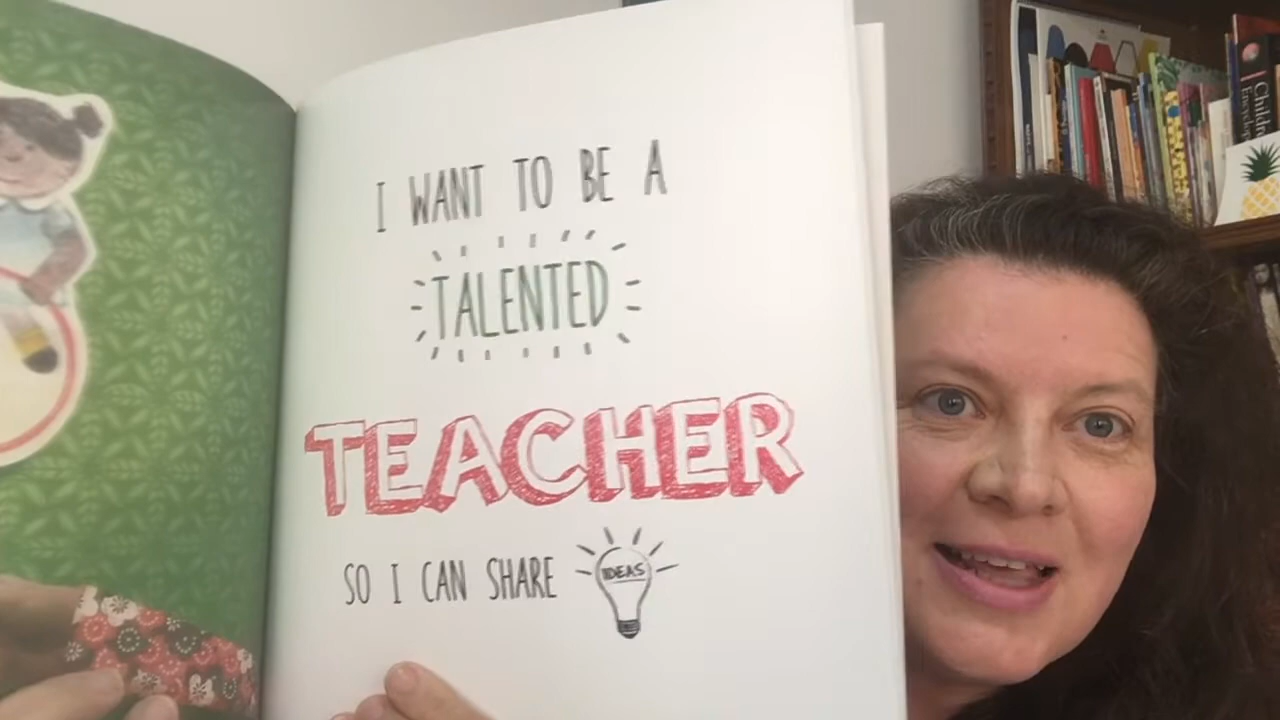 I WANT TO BE A
TALENTED
TEACHER
SO I CAN SHARE
IDEAS